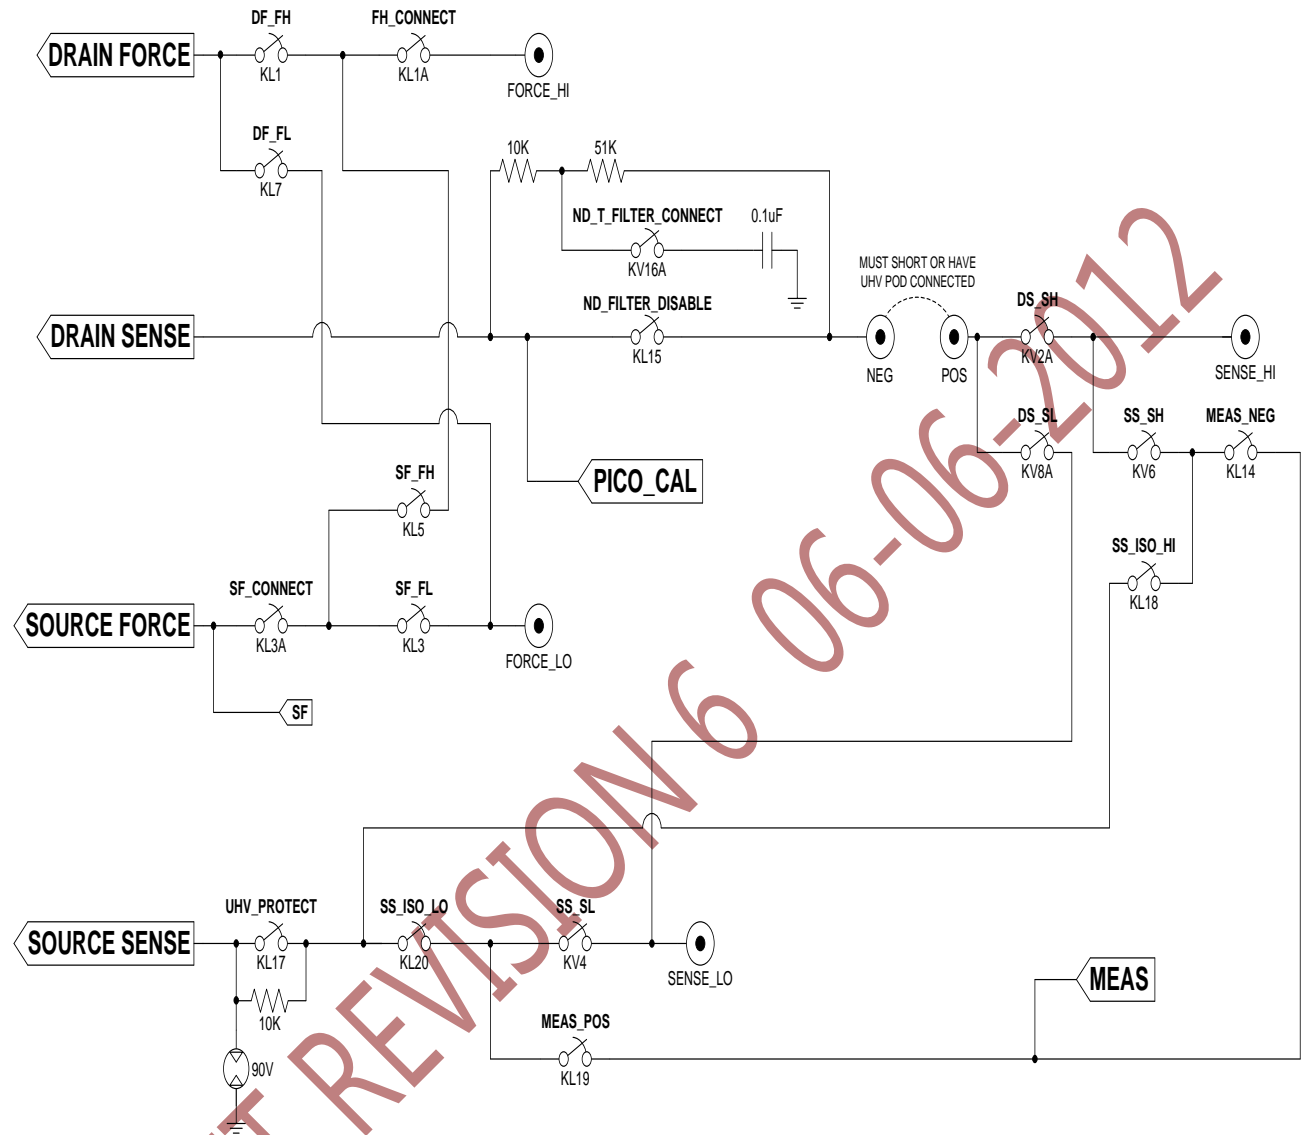 DF_FH
FH_CONNECT
DRAIN FORCE
KL1
KL1A
FORCE_HI
DF_FL
KL7
10K
51K
ND_T_FILTER_CONNECT
0.1uF
KV16A
MUST SHORT OR HAVE
UHV POD CONNECTED
ND_FILTER_DISABLE
DS_SH
DRAIN SENSE
KL15
KV2A
NEG
POS
SENSE_HI
DS_SL
SS_SH
MEAS_NEG
SF_FH
PICO_CAL
KV8A
KV6
KL14
KL5
SS_ISO_HI
SF_CONNECT
SF_FL
KL18
SOURCE FORCE
KL3A
KL3
FORCE_LO
SF
UHV_PROTECT
SS_ISO_LO
SS_SL
SOURCE SENSE
KL17
KL20
KV4
SENSE_LO
MEAS
10K
MEAS_POS
90V
KL19
REVISION 6 06-06-2012